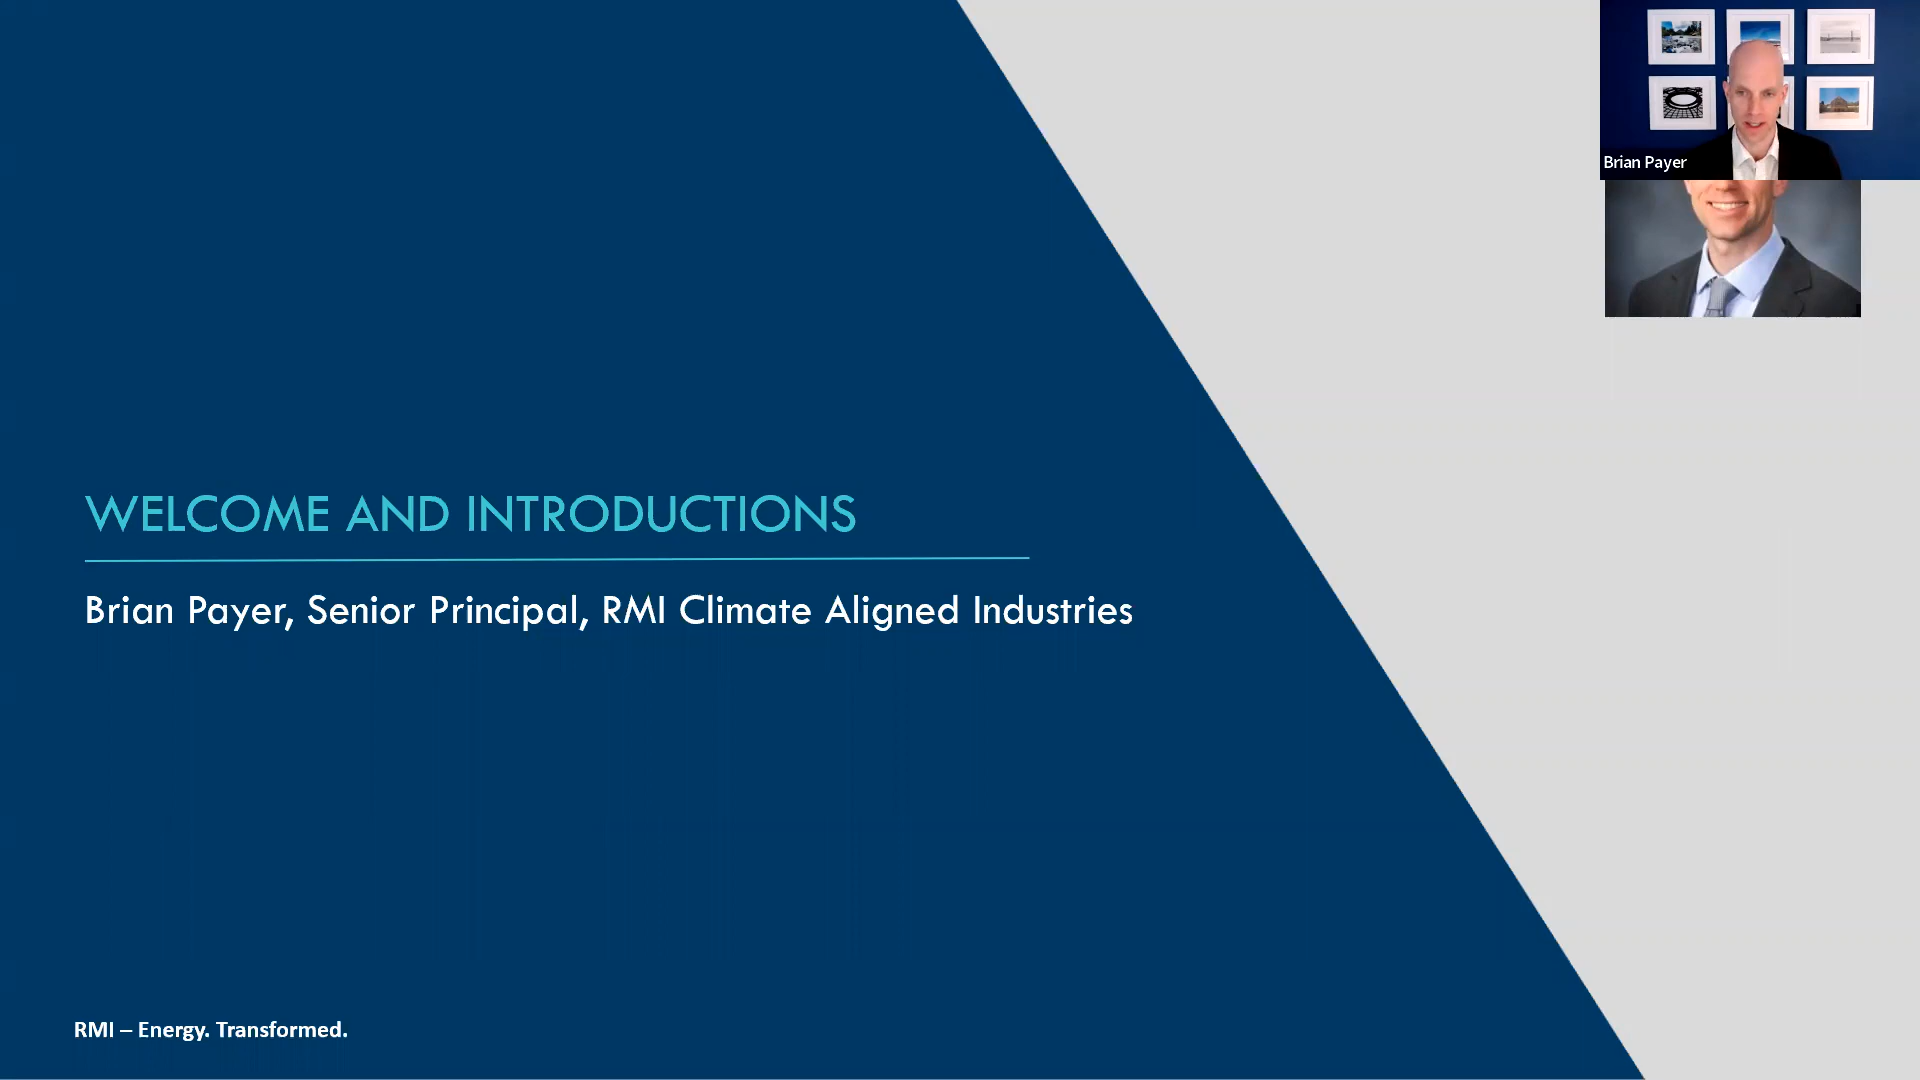 Brian Payer
WELCOME AND INTRODUCTIONS
Brian Payer, Senior Principal, RMI Climate Aligned Industries
RMI – Energy. Transformed.